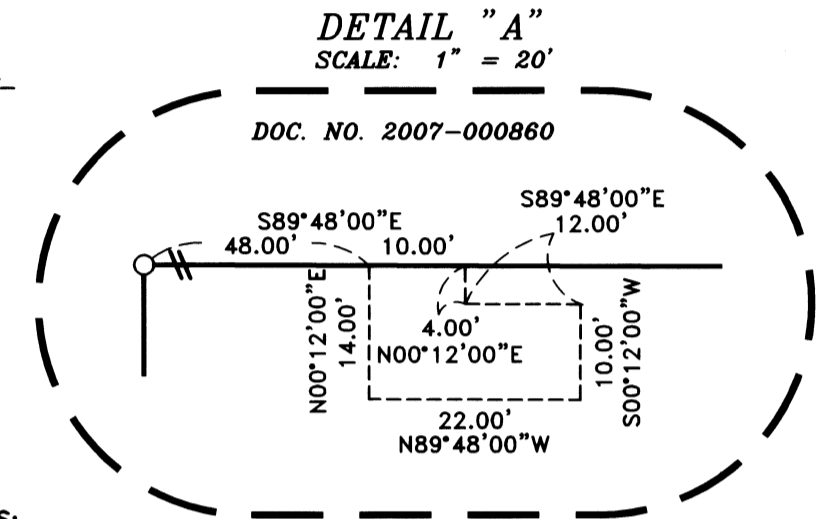 DETAIL "A"
SCALE: 1" = 20'
DOC. NO. 2007-000860
S89°48'00"E
12.00'
S89°48'00"E
48.00'
10.00'
N00°12'00"E
14.00'
4.00'
N00°12'00"E
10.00'
S00°12'00"W
22.00'
N89°48'00"W